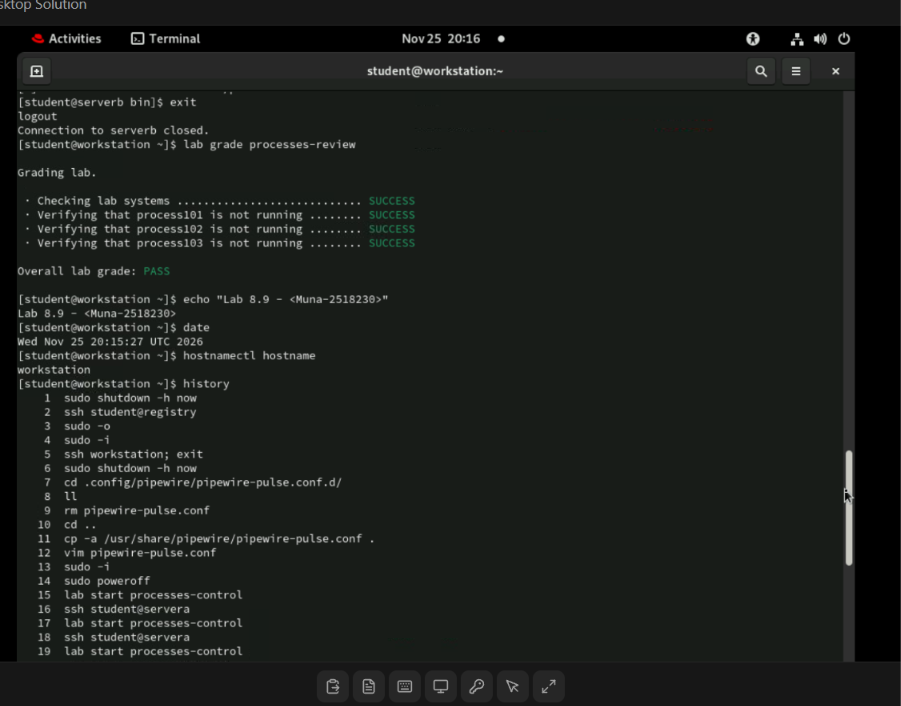 sktop Solution
Activities Terminal Nov 25 20:16
student@workstation:~
[student@serverb bin]$ exit
logout
Connection to serverb closed.
[student@workstation ~]$ lab grade processes-review
Grading lab.
· Checking lab systems ............................ SUCCESS
· Verifying that process101 is not running ........ SUCCESS
· Verifying that process102 is not running ........ SUCCESS
· Verifying that process103 is not running ........ SUCCESS
Overall lab grade: PASS
[student@workstation ~]$ echo "Lab 8.9 – <Muna-2518230>"
Lab 8.9 – <Muna-2518230>
[student@workstation ~]$ date
Wed Nov 25 20:15:27 UTC 2026
[student@workstation ~]$ hostnamectl hostname
workstation
[student@workstation ~]$ history
1 sudo shutdown -h now
2 ssh student@registry
3 sudo -o
4 sudo -i
5 ssh workstation; exit
6 sudo shutdown -h now
7 cd .config/pipewire/pipewire-pulse.conf.d/
8 ll
9 rm pipewire-pulse.conf
10 cd ..
11 cp -a /usr/share/pipewire/pipewire-pulse.conf .
12 vim pipewire-pulse.conf
13 sudo -i
14 sudo poweroff
15 lab start processes-control
16 ssh student@servera
17 lab start processes-control
18 ssh student@servera
19 lab start processes-control